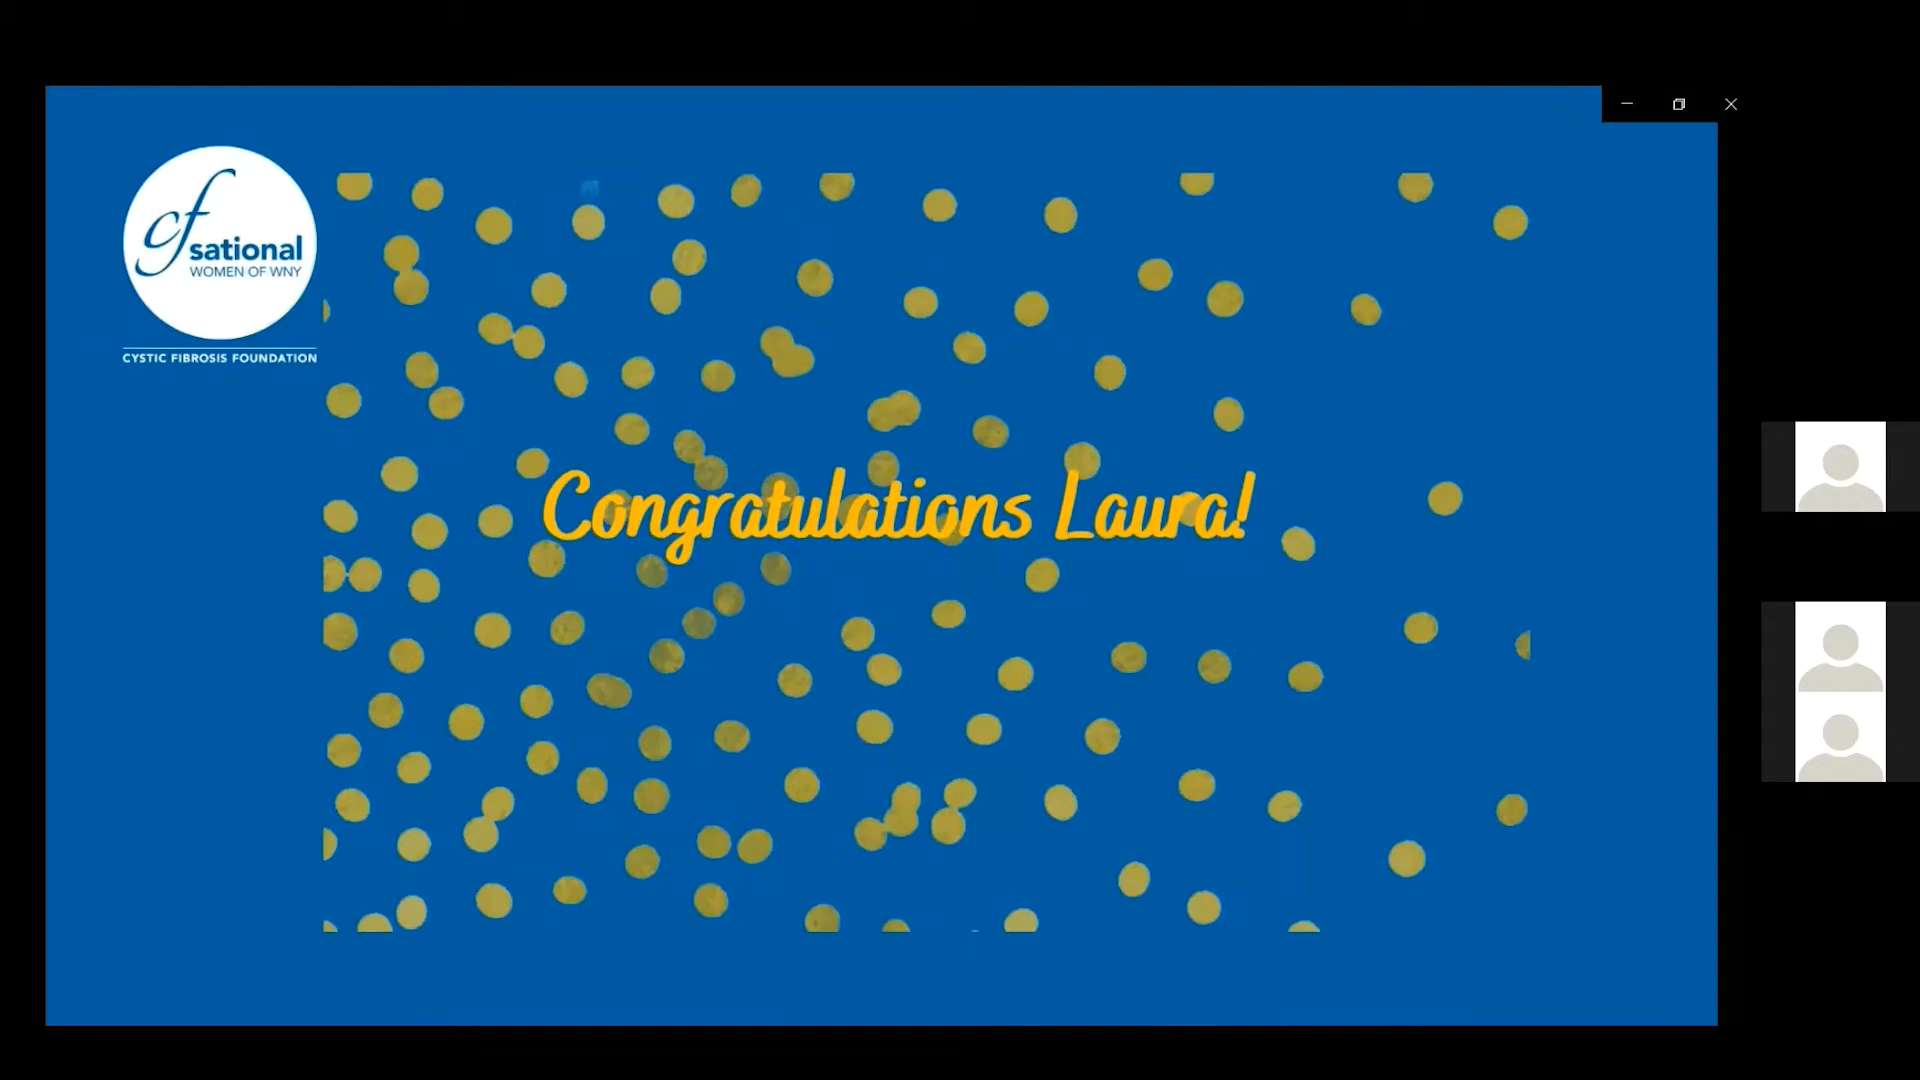 cf
sational
WOMEN OF WNY
CYSTIC FIBROSIS FOUNDATION
Congratulations Laura!